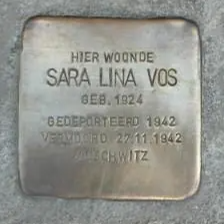 HIER WOONDE
SARA LINA VOS
GEB. 1924
GEDEPORTEERD 1942
VERMOORD 27.11.1942
AUSCHWITZ